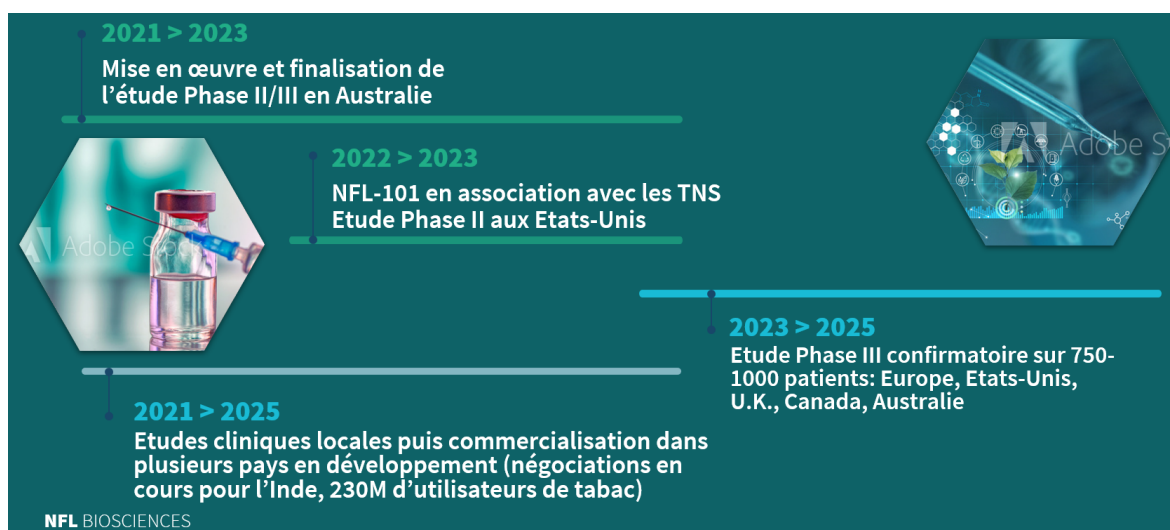 2021 > 2023
Mise en œuvre et finalisation de
l’étude Phase II/III en Australie
2022 > 2023
NFL-101 en association avec les TNS
Etude Phase II aux Etats-Unis
Adobe S
Adobe Stock
2023 > 2025
Etude Phase III confirmatoire sur 750-
1000 patients: Europe, Etats-Unis,
U.K., Canada, Australie
2021 > 2025
Etudes cliniques locales puis commercialisation dans
plusieurs pays en développement (négociations en
cours pour l’Inde, 230M d’utilisateurs de tabac)
NFL BIOSCIENCES